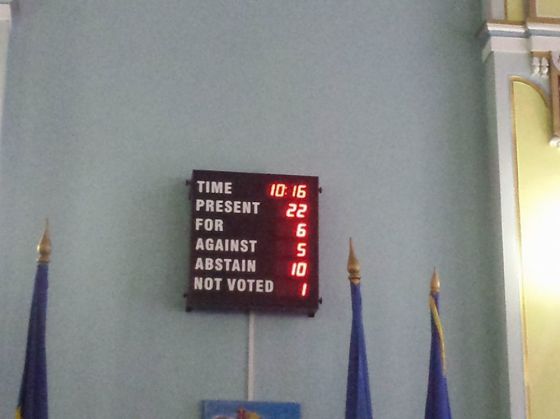 TIME 10:16
PRESENT 22
FOR 6
AGAINST 5
ABSTAIN 10
NOT VOTED 1